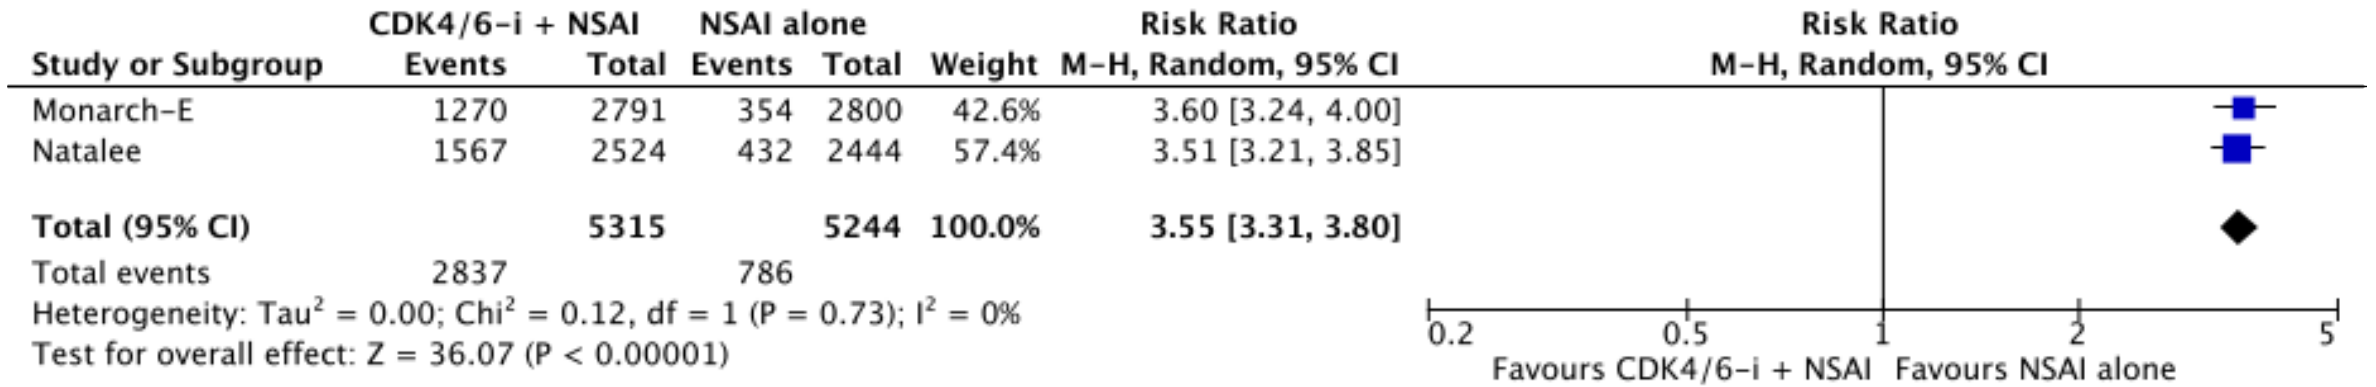 CDK4/6-i + NSAI NSAI alone Risk Ratio Risk Ratio
Study or Subgroup Events Total Events Total Weight M-H, Random, 95% CI M-H, Random, 95% CI
Monarch-E 1270 2791 354 2800 42.6% 3.60 [3.24, 4.00]
Natalee 1567 2524 432 2444 57.4% 3.51 [3.21, 3.85]
Total (95% CI) 5315 5244 100.0% 3.55 [3.31, 3.80]
Total events 2837 786
Heterogeneity: Tau² = 0.00; Chi² = 0.12, df = 1 (P = 0.73); I² = 0%
Test for overall effect: Z = 36.07 (P < 0.00001)
0.2 0.5 1 2 5
Favours CDK4/6-i + NSAI Favours NSAI alone